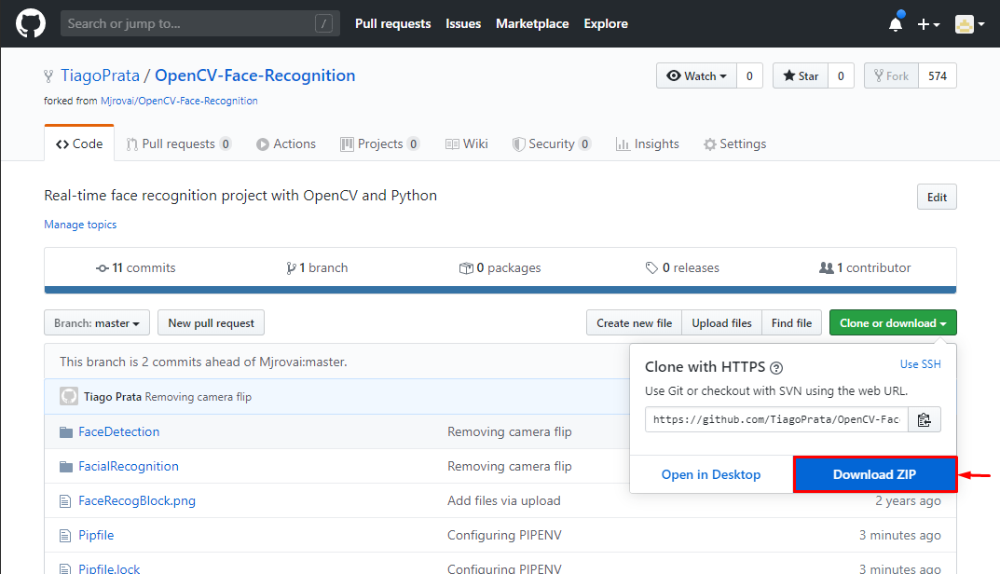 Search or jump to... /
Pull requests Issues Marketplace Explore
TiagoPrata / OpenCV-Face-Recognition
Watch 0 Star 0 Fork 574
forked from Mjrovai/OpenCV-Face-Recognition
Code Pull requests 0 Actions Projects 0 Wiki Security 0 Insights Settings
Real-time face recognition project with OpenCV and Python
Edit
Manage topics
11 commits 1 branch 0 packages 0 releases 1 contributor
Branch: master New pull request Create new file Upload files Find file Clone or download
This branch is 2 commits ahead of Mjrovai:master.
Tiago Prata Removing camera flip
Clone with HTTPS ? Use SSH
Use Git or checkout with SVN using the web URL.
https://github.com/TiagoPrata/OpenCV-Fac
Open in Desktop Download ZIP
FaceDetection Removing camera flip
FacialRecognition Removing camera flip
FaceRecogBlock.png Add files via upload 2 years ago
Pipfile Configuring PIPENV 3 minutes ago
Pipfile.lock Configuring PIPENV 3 minutes ago